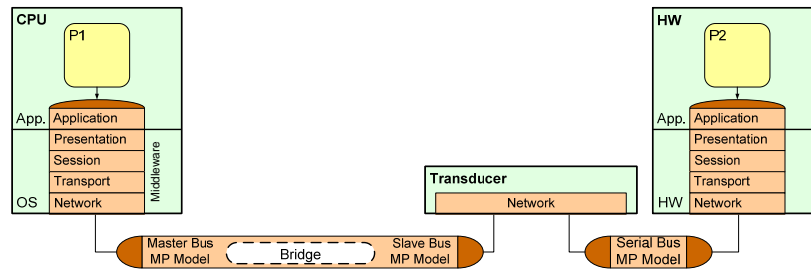 CPU
P1
App.
Application
Presentation
Session
Transport
Network
OS
Middleware
Master Bus
MP Model
Bridge
Slave Bus
MP Model
Transducer
Network
Serial Bus
MP Model
HW
P2
App.
Application
Presentation
Session
Transport
Network
HW